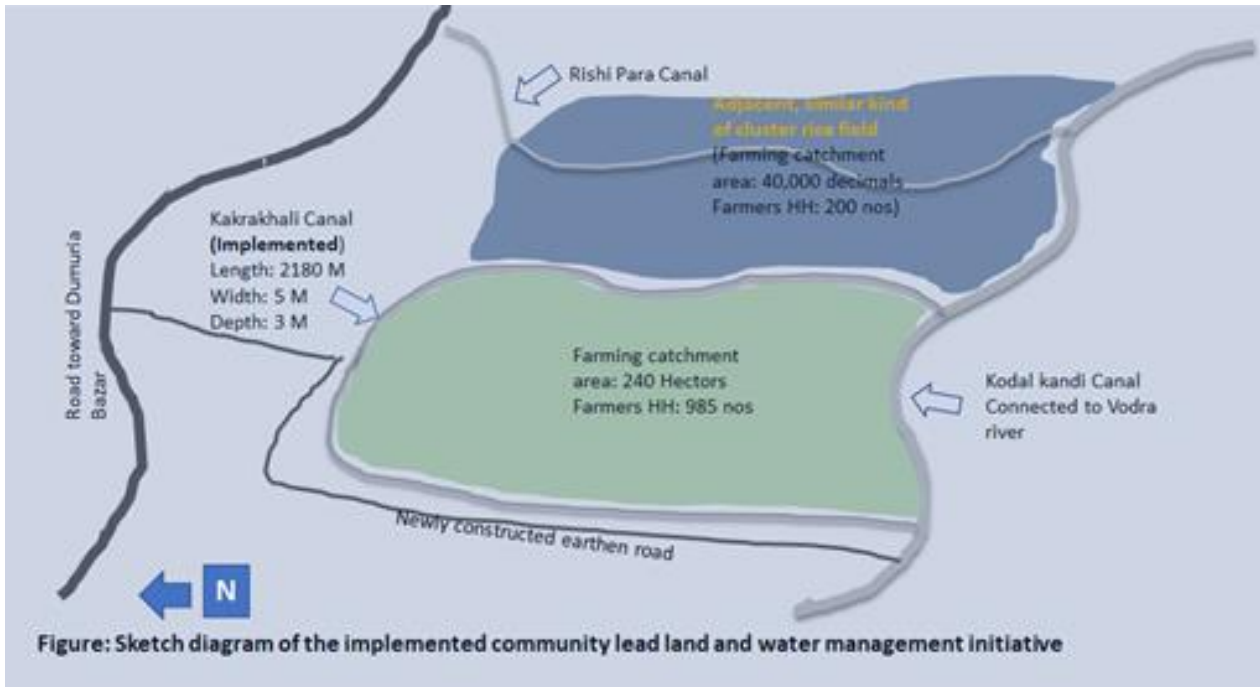 Rishi Para Canal
Adjacent, similar kind
of cluster rice field
(Farming catchment
area: 40,000 decimals
Farmers HH: 200 nos)
Kakrakhali Canal
(Implemented)
Length: 2180 M
Width: 5 M
Depth: 3 M
Road toward Dumuria
Bazar
Farming catchment
area: 240 Hectors
Farmers HH: 985 nos
Kodal kandi Canal
Connected to Vodra
river
Newly constructed earthen road
N
Figure: Sketch diagram of the implemented community lead land and water management initiative